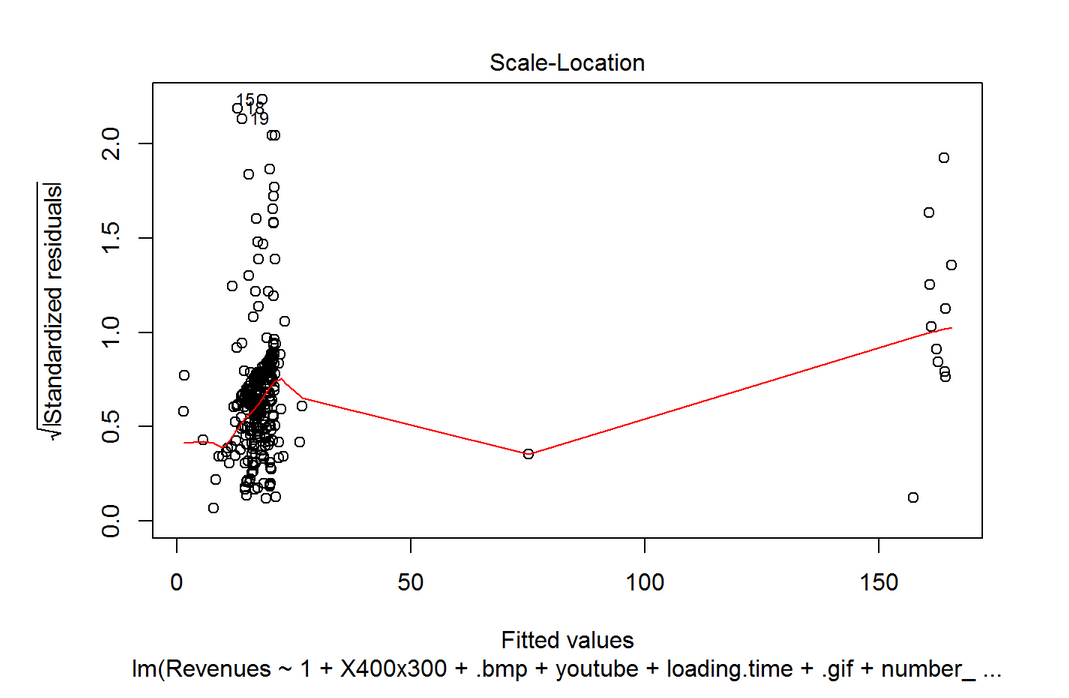 Scale-Location
√|Standardized residuals|
2.0
1.5
1.0
0.5
0.0
15
18
19
0 50 100 150
Fitted values
lm(Revenues ~ 1 + X400x300 + .bmp + youtube + loading.time + .gif + number_ ...